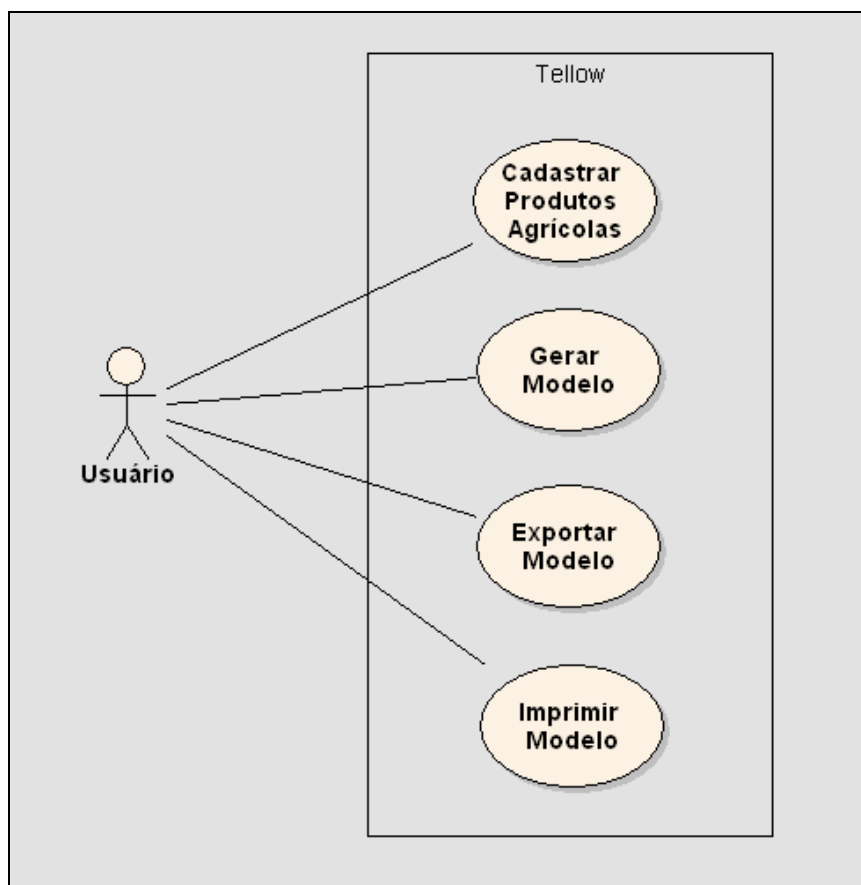 Tellow
Cadastrar
Produtos
Agrícolas
Gerar
Modelo
Usuário
Exportar
Modelo
Imprimir
Modelo